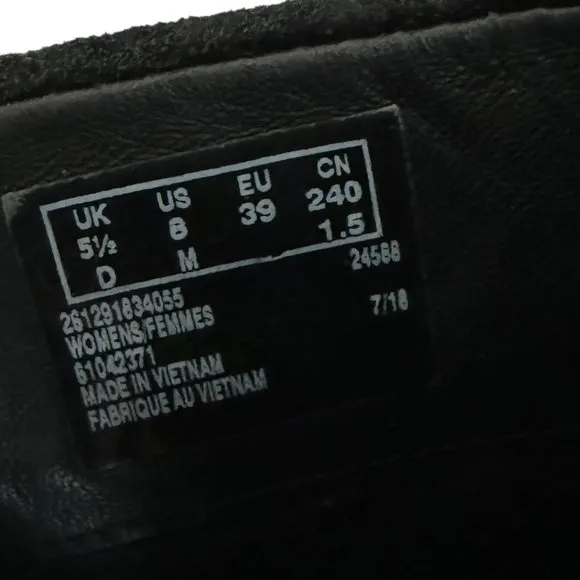 UK US EU CN
5½ 8 39 240
D M 1.5
24588
261291834055
WOMENS/FEMMES 7/18
61042371
MADE IN VIETNAM
FABRIQUE AU VIETNAM